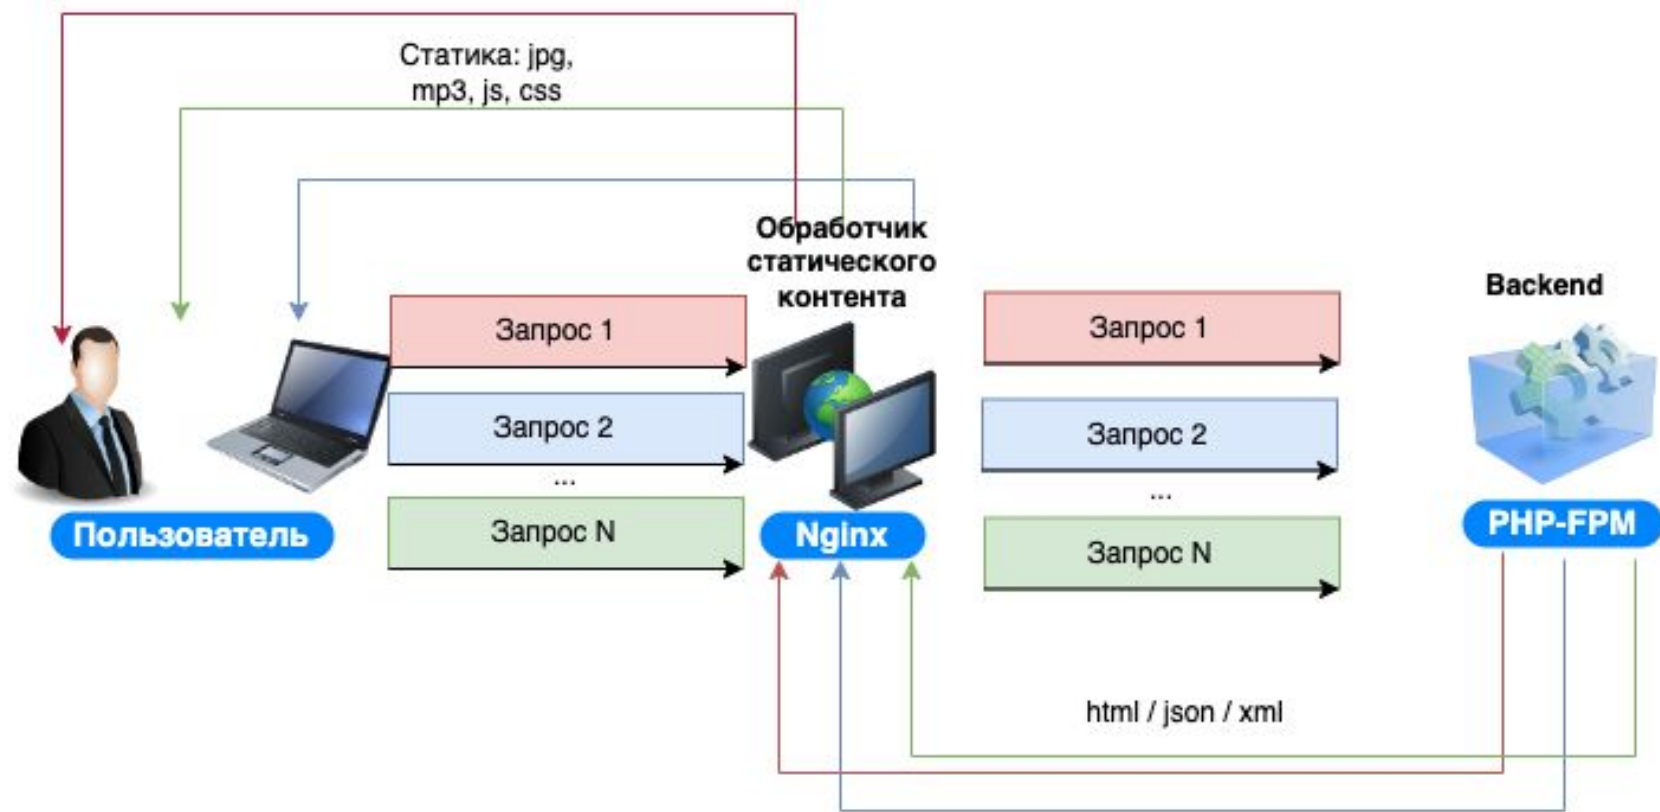 Статика: jpg,
mp3, js, css
Обработчик
статического
контента
Backend
Запрос 1
Запрос 1
Запрос 2
Запрос 2
...
...
Запрос N
Запрос N
Пользователь
Nginx
PHP-FPM
html / json / xml